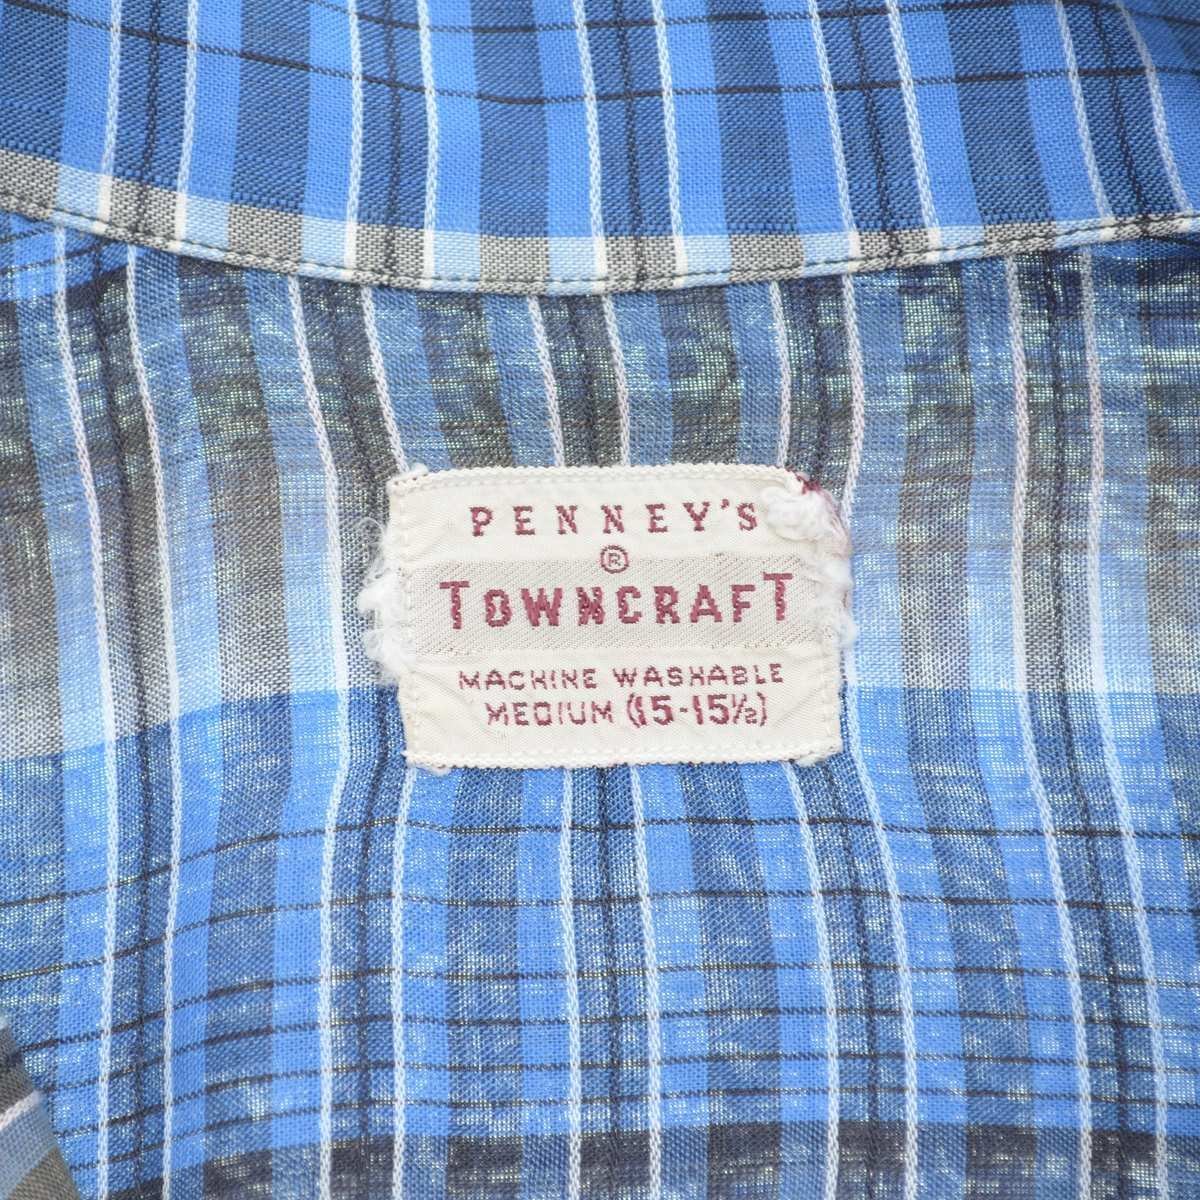 PENNEY'S
®
TOWNCRAFT
MACHINE WASHABLE
MEDIUM (15-15½)